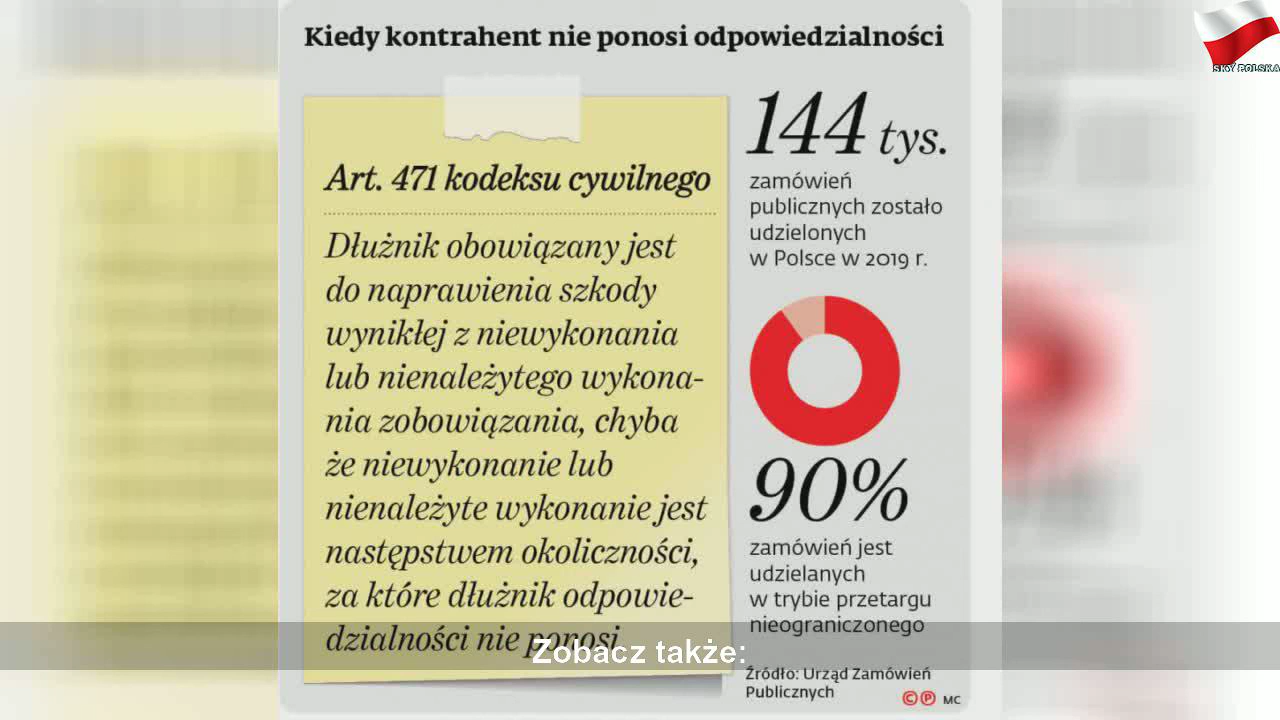 Kiedy kontrahent nie ponosi odpowiedzialności
SKY POLSKA
Art. 471 kodeksu cywilnego
Dłużnik obowiązany jest
do naprawienia szkody
wynikłej z niewykonania
lub nienależytego wykona-
nia zobowiązania, chyba
że niewykonanie lub
nienależyte wykonanie jest
następstwem okoliczności,
za które dłużnik odpowie-
dzialności nie ponosi
144 tys.
zamówień
publicznych zostało
udzielonych
w Polsce w 2019 r.
90%
zamówień jest
udzielanych
w trybie przetargu
nieograniczonego
Zobacz także:
Źródło: Urząd Zamówień
Publicznych
©℗ MC